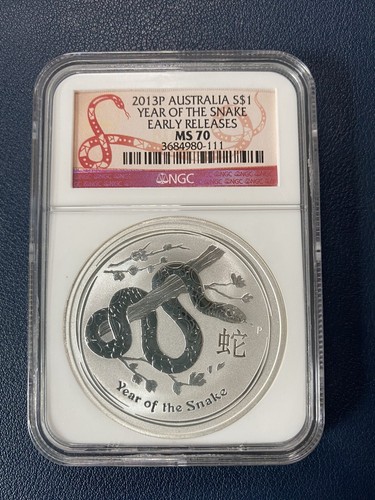 2013P AUSTRALIA S$1
YEAR OF THE SNAKE
EARLY RELEASES
MS 70
3684980-111
NGC
蛇
P
Year of the Snake